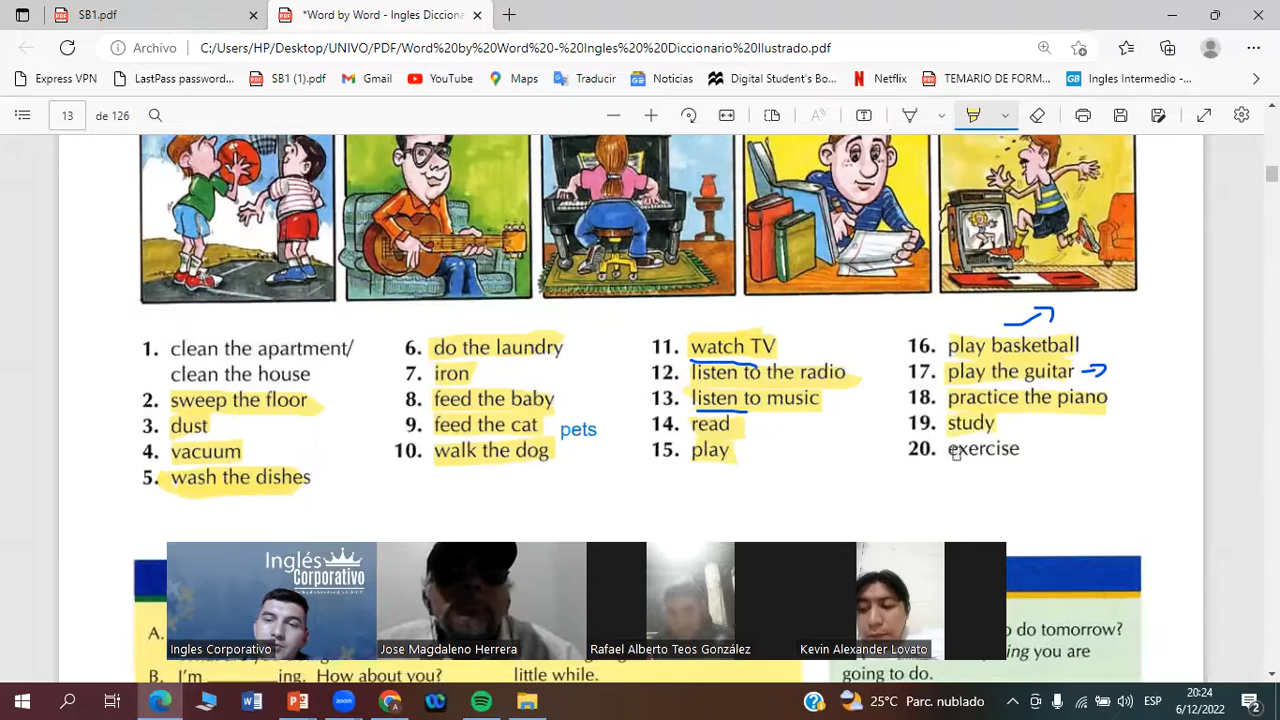 SB1.pdf
*Word by Word - Ingles Dicciona
Archivo
C:/Users/HP/Desktop/UNIVO/PDF/Word%20by%20Word%20-%20Ingles%20%20Diccionario%20Ilustrado.pdf
Express VPN
LastPass password...
SB1 (1).pdf
Gmail
YouTube
Maps
Traducir
Noticias
Digital Student's Bo...
Netflix
TEMARIO DE FORM...
Ingles Intermedio -...
13 de 126
1. clean the apartment/
clean the house
2. sweep the floor
3. dust
4. vacuum
5. wash the dishes
6. do the laundry
7. iron
8. feed the baby
9. feed the cat pets
10. walk the dog
11. watch TV
12. listen to the radio
13. listen to music
14. read
15. play
16. play basketball
17. play the guitar
18. practice the piano
19. study
20. exercise
Inglés
Corporativo
Ingles Corporativo
Jose Magdaleno Herrera
Rafael Alberto Teos González
Kevin Alexander Lovato
A.
B. I'm ing. How about you?
little while.
o do tomorrow?
ing you are
going to do.
25°C Parc. nublado
ESP
20:24
6/12/2022
2